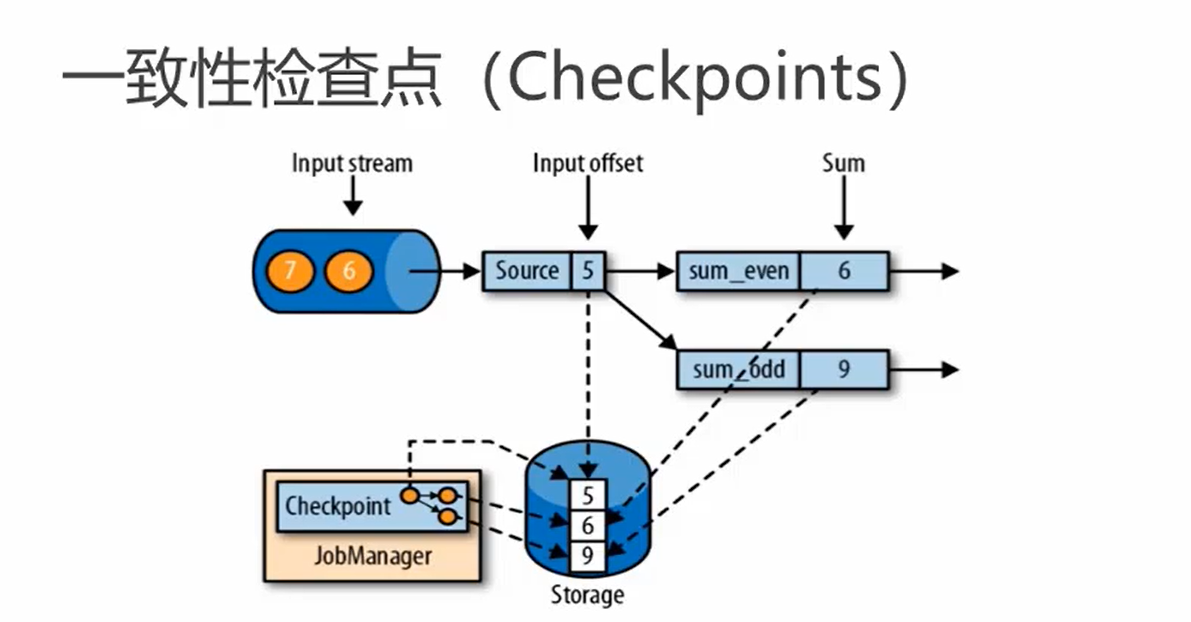 一致性检查点（Checkpoints）
Input stream
Input offset
Sum
7
6
Source
5
sum_even
6
sum_odd
9
Checkpoint
JobManager
5
6
9
Storage